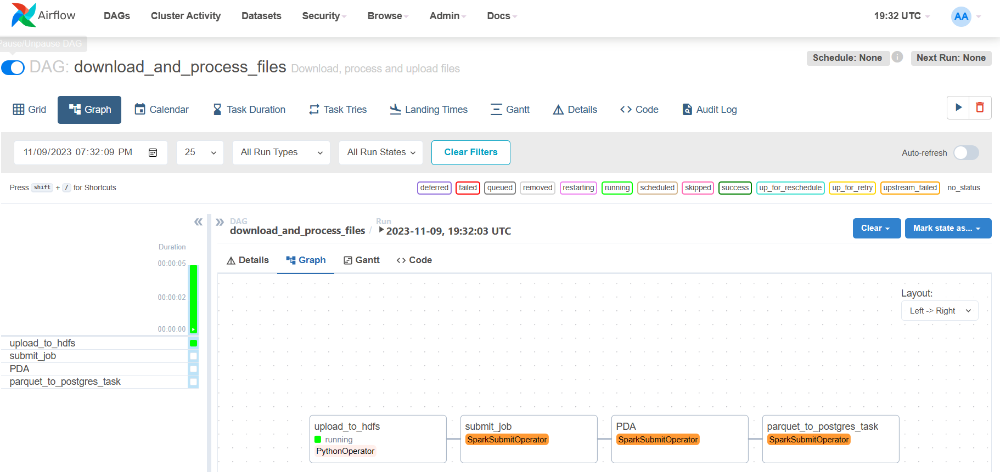 Airflow DAGs Cluster Activity Datasets Security Browse Admin Docs 19:32 UTC AA
Pause/Unpause DAG
DAG: download_and_process_files Download, process and upload files
Schedule: None i Next Run: None
Grid Graph Calendar Task Duration Task Tries Landing Times Gantt Details Code Audit Log
11/09/2023 07:32:09 PM 25 All Run Types All Run States Clear Filters Auto-refresh
Press shift + / for Shortcuts
deferred failed queued removed restarting running scheduled skipped success up_for_reschedule up_for_retry upstream_failed no_status
DAG
download_and_process_files /
Run
2023-11-09, 19:32:03 UTC
Clear Mark state as...
Duration
00:00:05
00:00:02
00:00:00
upload_to_hdfs
submit_job
PDA
parquet_to_postgres_task
Details Graph Gantt Code
Layout:
Left -> Right
upload_to_hdfs
running
PythonOperator
submit_job
SparkSubmitOperator
PDA
SparkSubmitOperator
parquet_to_postgres_task
SparkSubmitOperator